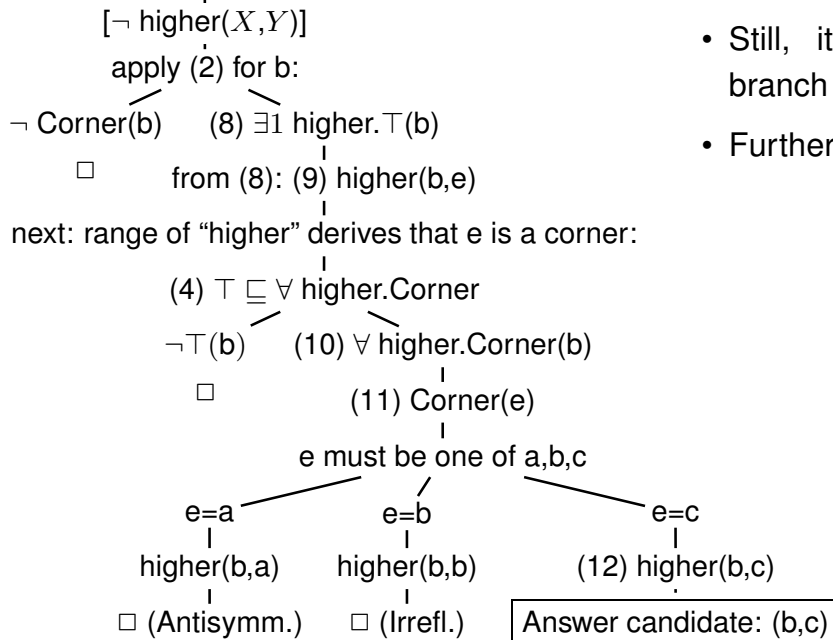 [¬ higher(X,Y)]
apply (2) for b:
¬ Corner(b) (8) ∃1 higher.⊤(b)
□
from (8): (9) higher(b,e)
next: range of “higher” derives that e is a corner:
(4) ⊤ ⊑ ∀ higher.Corner
¬⊤(b) (10) ∀ higher.Corner(b)
□
(11) Corner(e)
e must be one of a,b,c
e=a e=b e=c
higher(b,a) higher(b,b) (12) higher(b,c)
□ (Antisymm.) □ (Irrefl.) Answer candidate: (b,c)
• Still, it
branch
• Further